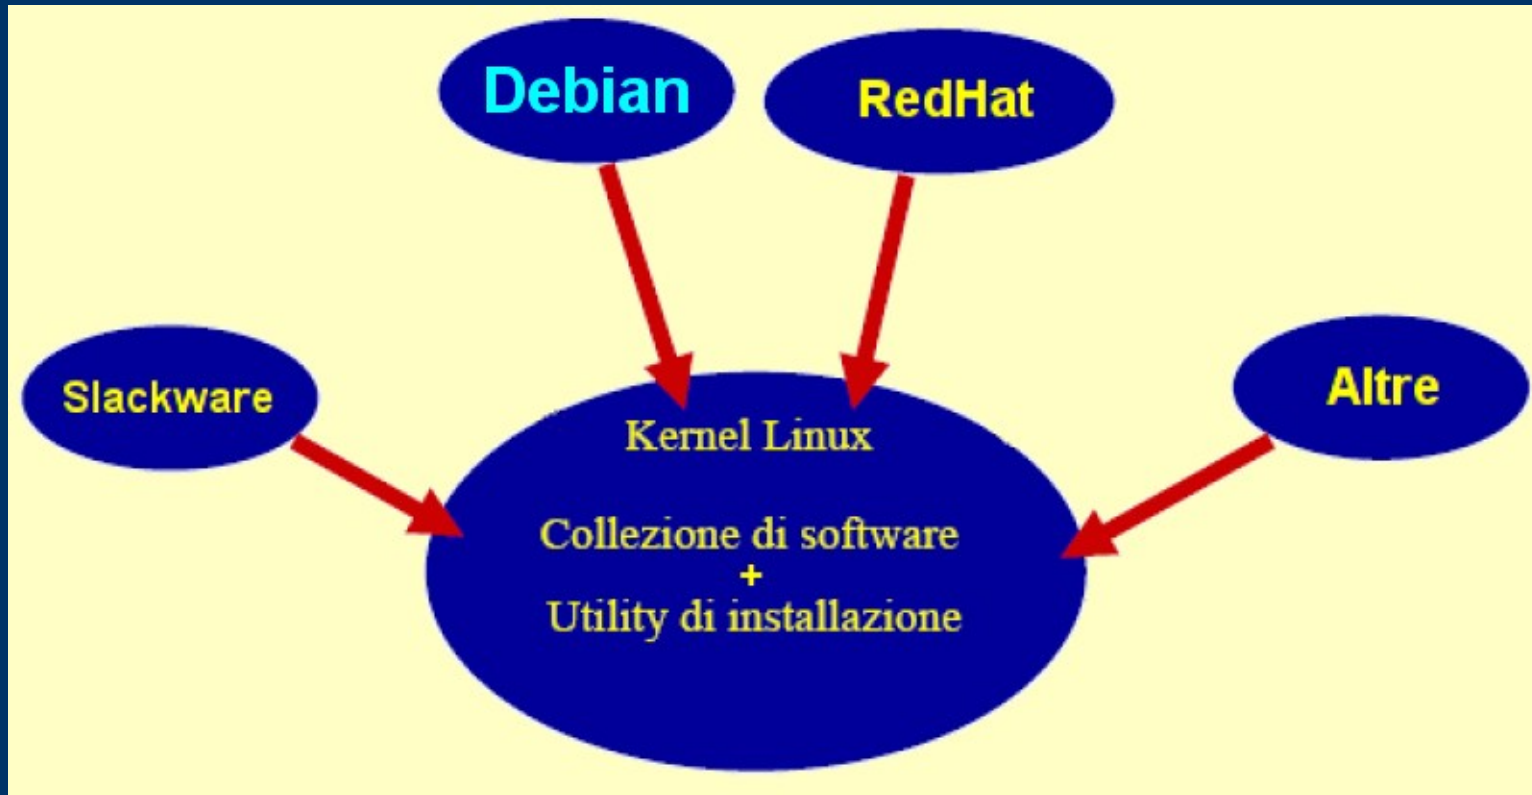 Debian
RedHat
Slackware
Altre
Kernel Linux
Collezione di software
+
Utility di installazione